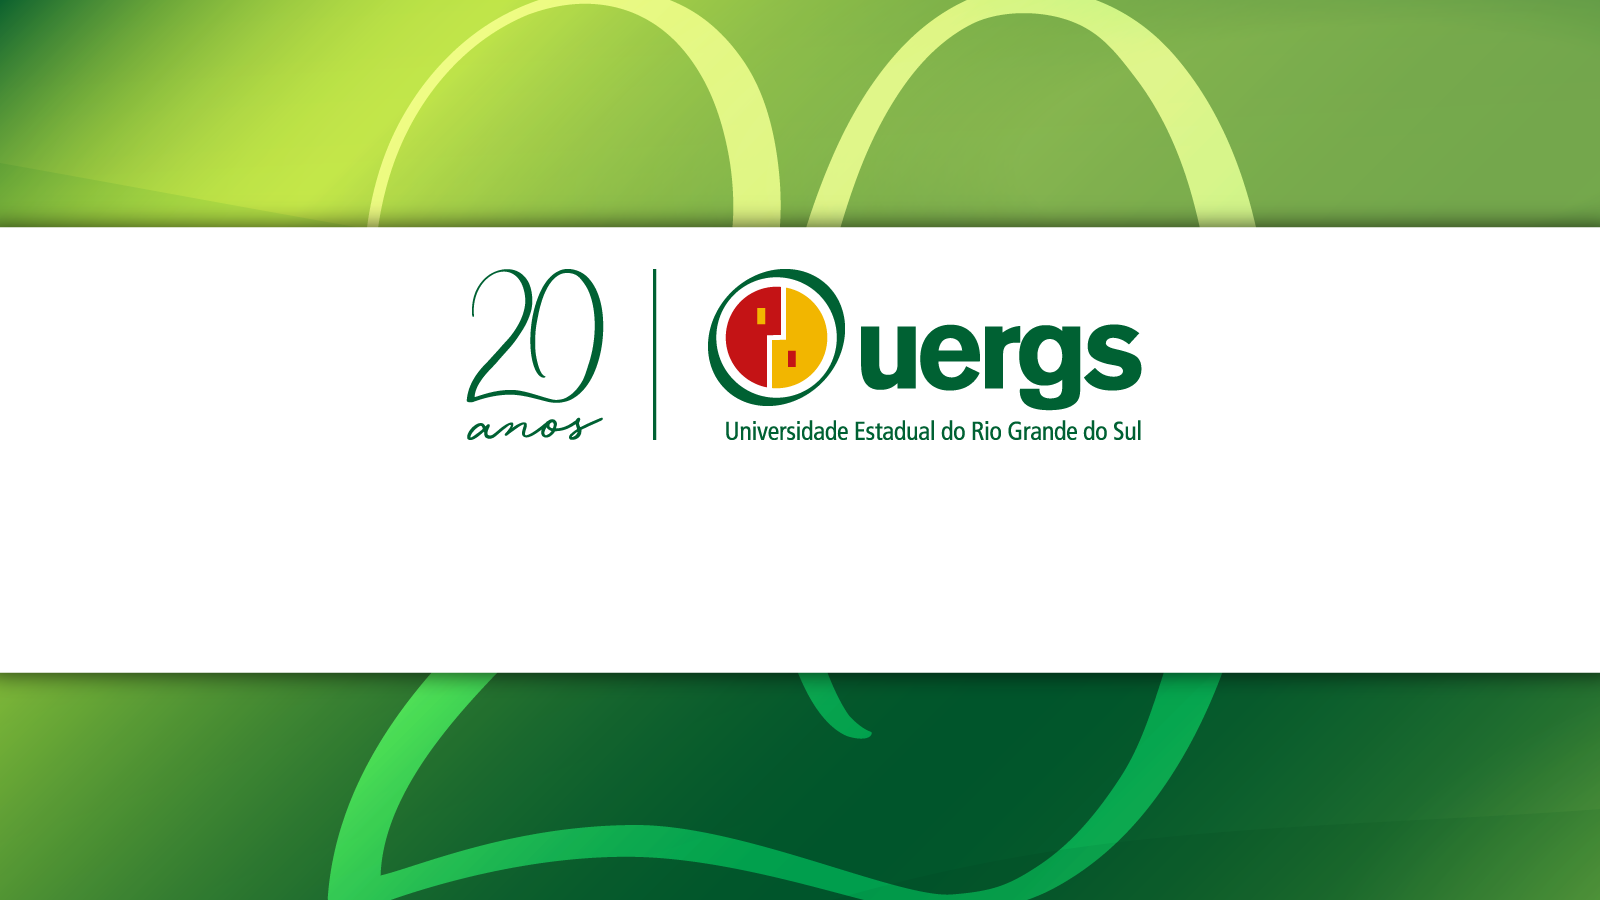 20
anos
uergs
Universidade Estadual do Rio Grande do Sul